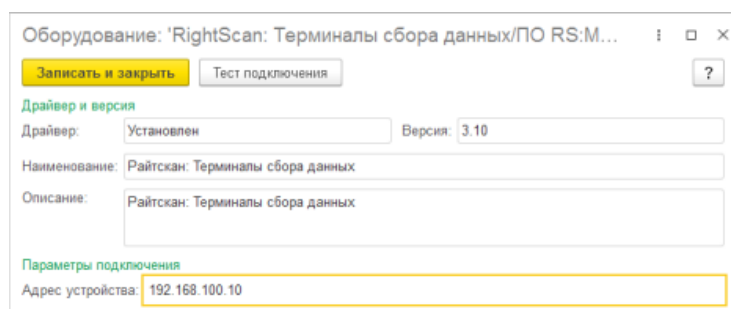 Оборудование: 'RightScan: Терминалы сбора данных/ПО RS:M...
Записать и закрыть Тест подключения ?
Драйвер и версия
Драйвер: Установлен Версия: 3.10
Наименование: Райтскан: Терминалы сбора данных
Описание: Райтскан: Терминалы сбора данных
Параметры подключения
Адрес устройства: 192.168.100.10